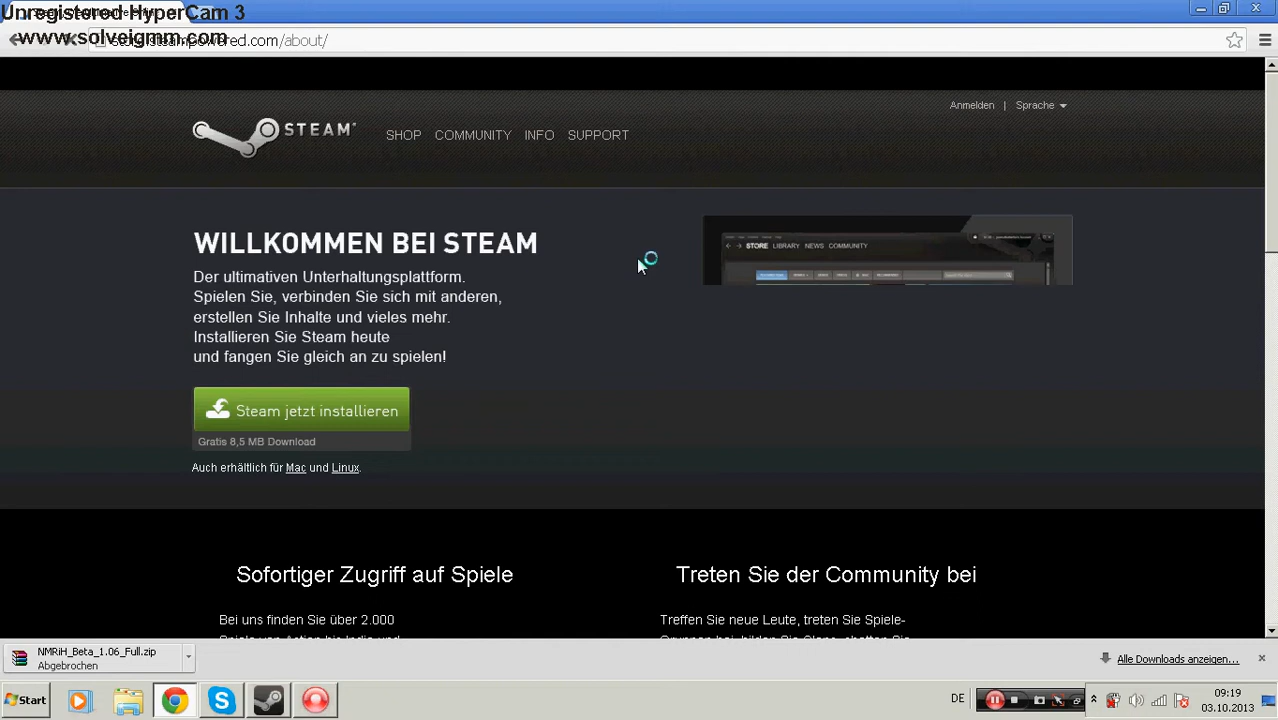 Unregistered HyperCam 3
www.solveigmm.com
powered.com/about/
Anmelden | Sprache
STEAM
SHOP COMMUNITY INFO SUPPORT
WILLKOMMEN BEI STEAM
Der ultimativen Unterhaltungsplattform.
Spielen Sie, verbinden Sie sich mit anderen,
erstellen Sie Inhalte und vieles mehr.
Installieren Sie Steam heute
und fangen Sie gleich an zu spielen!
STORE LIBRARY NEWS COMMUNITY
Steam jetzt installieren
Gratis 8,5 MB Download
Auch erhältlich für Mac und Linux.
Sofortiger Zugriff auf Spiele
Treten Sie der Community bei
Bei uns finden Sie über 2.000
Treffen Sie neue Leute, treten Sie Spiele-
NMRiH_Beta_1.06_Full.zip
Abgebrochen
Alle Downloads anzeigen...
Start
DE
09:19
03.10.2013